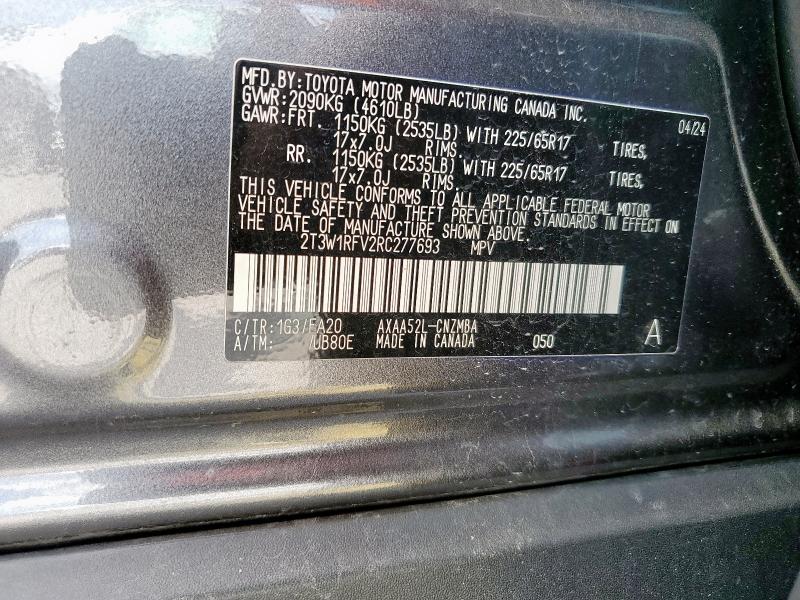 MFD.BY:TOYOTA MOTOR MANUFACTURING CANADA INC.
GVWR:2090KG (4610LB) 04/24
GAWR:FRT. 1150KG (2535LB) WITH 225/65R17 TIRES,
17x7.0J RIMS.
RR. 1150KG (2535LB) WITH 225/65R17 TIRES,
17x7.0J RIMS.
THIS VEHICLE CONFORMS TO ALL APPLICABLE FEDERAL MOTOR
VEHICLE SAFETY AND THEFT PREVENTION STANDARDS IN EFFECT ON
THE DATE OF MANUFACTURE SHOWN ABOVE.
2T3W1RFV2RC277693 MPV
C/TR:1G3/FA20 AXAA52L-CNZMBA
A/TM: /UB80E MADE IN CANADA 050 A